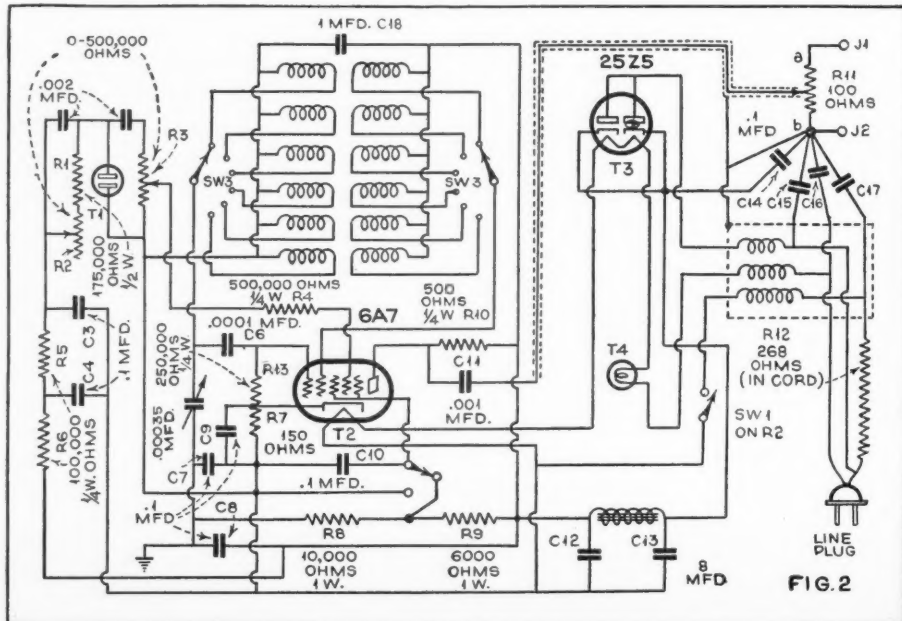 .1 MFD. C18
0-500,000
OHMS
.002
MFD.
R3
R1
T1
R2
175,000
OHMS
1/2 W.
SW3
SW3
25Z5
T3
a
J1
R11
100
OHMS
b
J2
.1
MFD
C14
C15
C16
C17
500,000 OHMS
1/4 W R4
500
OHMS
1/4 W R10
6A7
.0001 MFD.
C6
C3
C4
.1 MFD.
R5
R6
100,000
1/4 W. OHMS
250,000
OHMS
1/4 W
R13
C11
.001
MFD.
T4
R12
268
OHMS
(IN CORD)
SW1
ON R2
.00035
MFD.
R7
150
OHMS
T2
C9
C7
C10
.1 MFD.
.1
MFD
C8
R8
R9
10,000
OHMS
1 W.
6000
OHMS
1 W.
C12
C13
8
MFD.
LINE
PLUG
FIG. 2